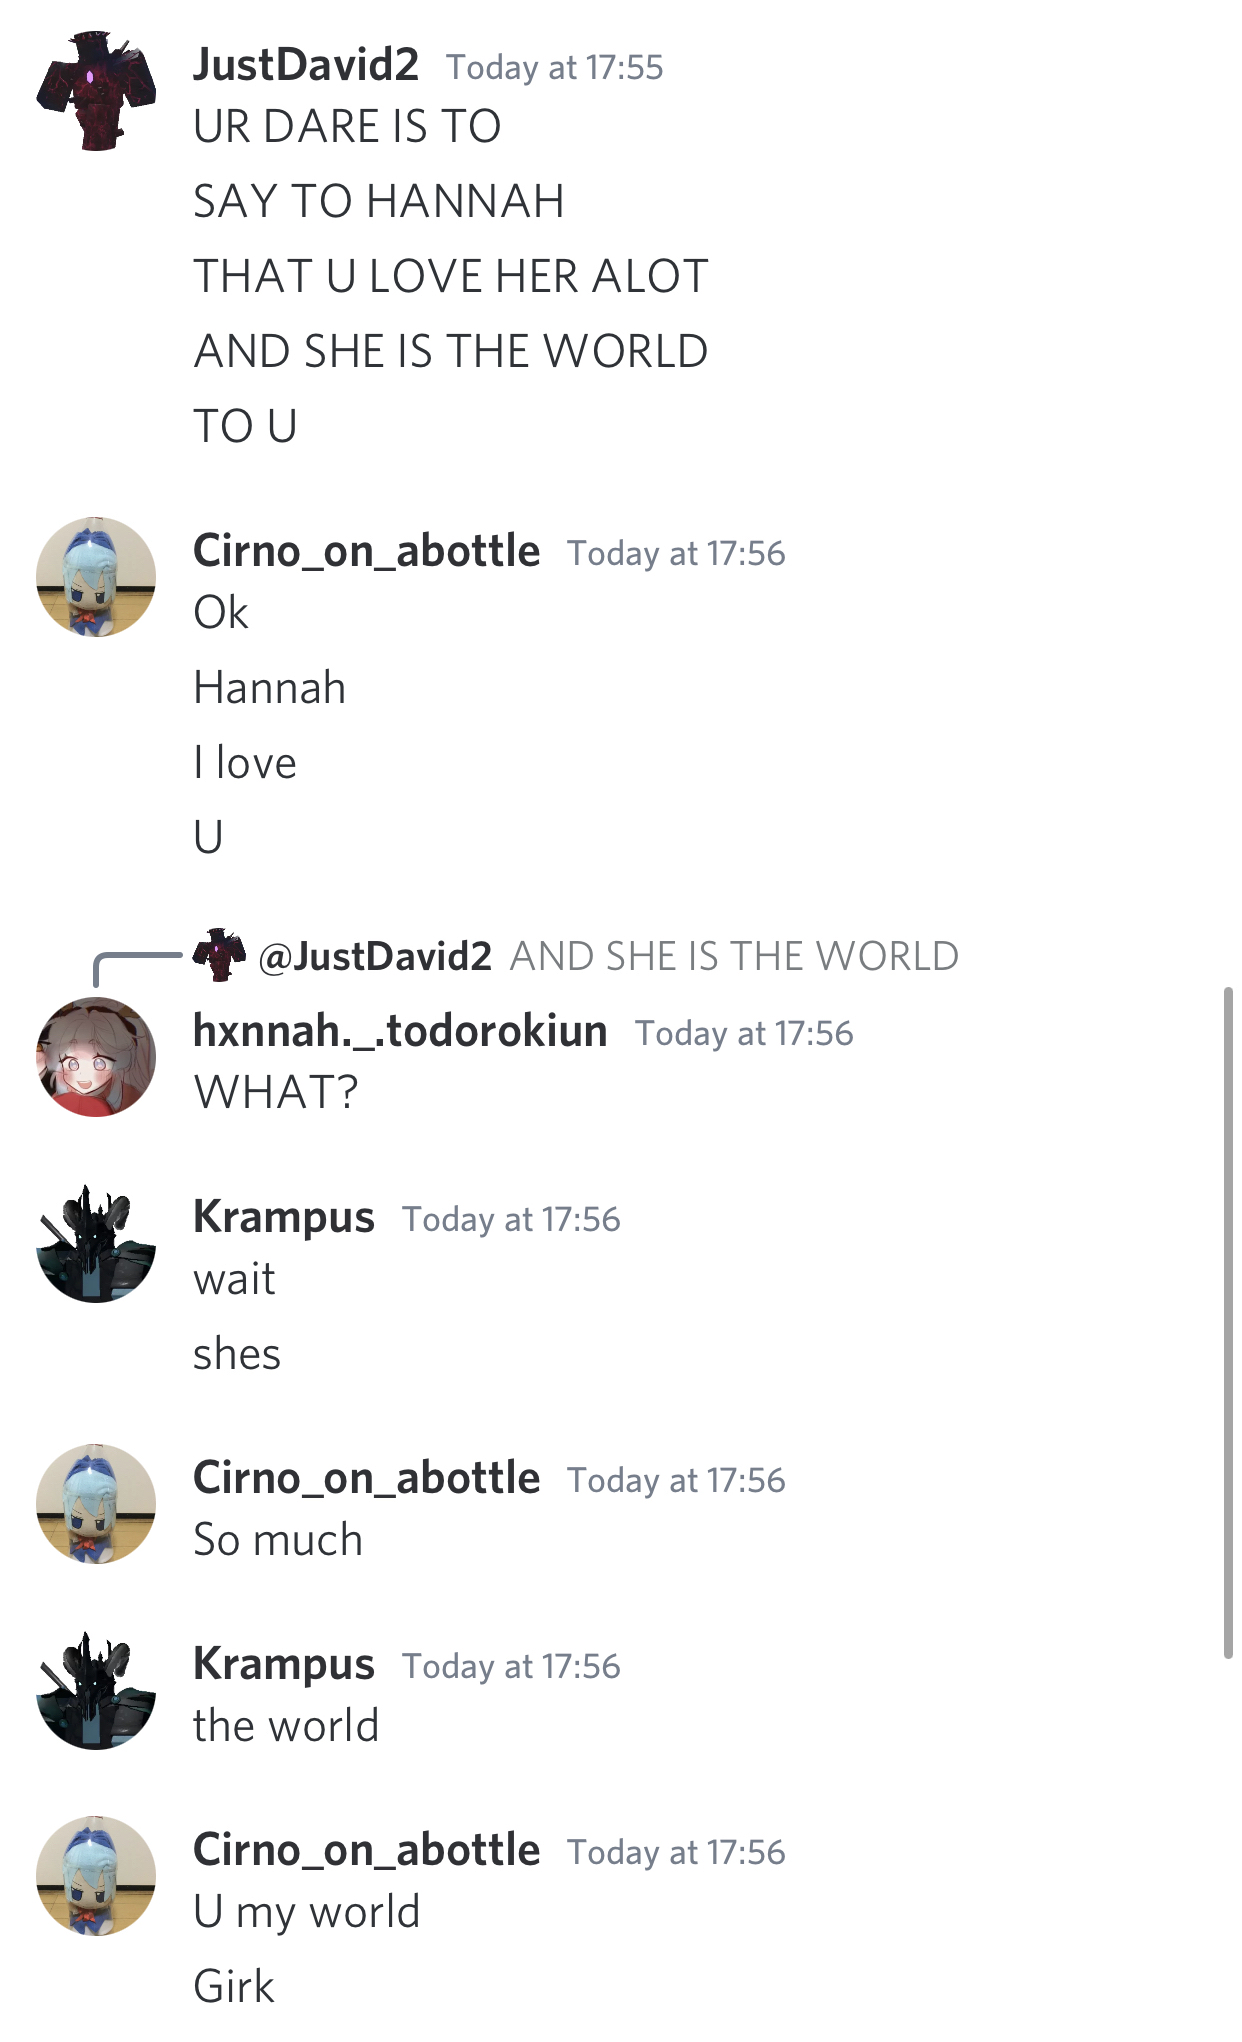 JustDavid2 Today at 17:55
UR DARE IS TO
SAY TO HANNAH
THAT U LOVE HER ALOT
AND SHE IS THE WORLD
TO U
Cirno_on_abottle Today at 17:56
Ok
Hannah
I love
U
@JustDavid2 AND SHE IS THE WORLD
hxnnah._.todorokiun Today at 17:56
WHAT?
Krampus Today at 17:56
wait
shes
Cirno_on_abottle Today at 17:56
So much
Krampus Today at 17:56
the world
Cirno_on_abottle Today at 17:56
U my world
Girk